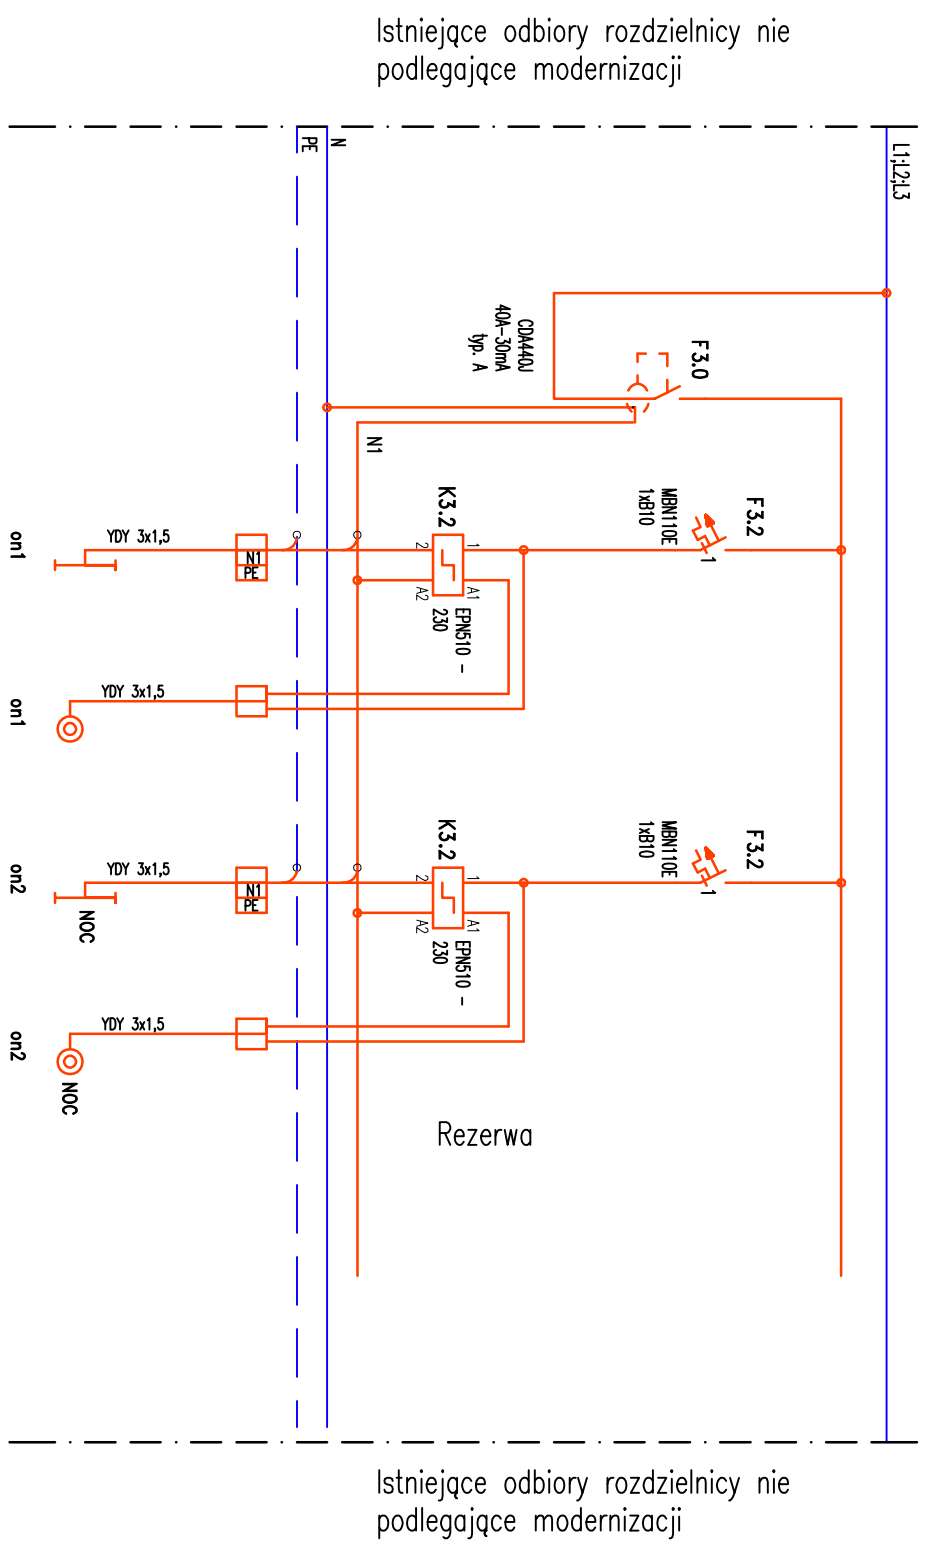 Istniejące odbiory rozdzielnicy nie
podlegające modernizacji
L1;L2;L3
N
PE
F3.0
CDA440J
40A-30mA
typ. A
N1
F3.2
MBN110E
1xB10
1
K3.2
1
2
A1
A2
EPN510 -
230
N1
PE
YDY 3x1,5
on1
YDY 3x1,5
on1
F3.2
MBN110E
1xB10
1
K3.2
1
2
A1
A2
EPN510 -
230
N1
PE
YDY 3x1,5
NOC
on2
YDY 3x1,5
NOC
on2
Rezerwa
Istniejące odbiory rozdzielnicy nie
podlegające modernizacji